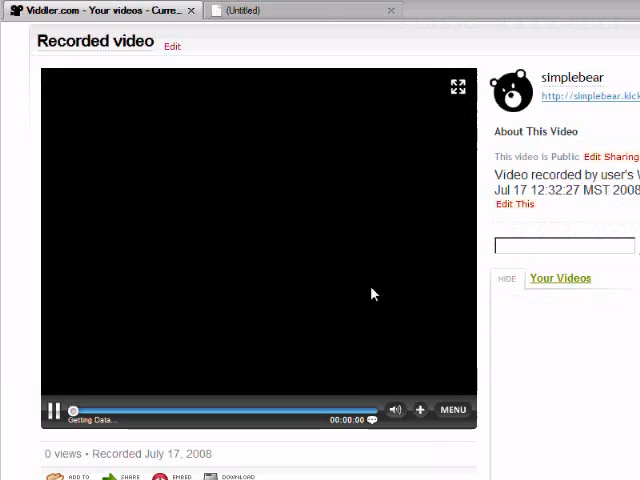 Viddler.com - Your videos - Curre...
(Untitled)
Recorded video
Edit
simplebear
http://simplebear.kick
About This Video
This video is Public Edit Sharing
Video recorded by user's
Jul 17 12:32:27 MST 2008
Edit This
HIDE
Your Videos
Getting Data...
00:00:00
MENU
0 views • Recorded July 17, 2008
ADD TO
SHARE
EMBED
DOWNLOAD